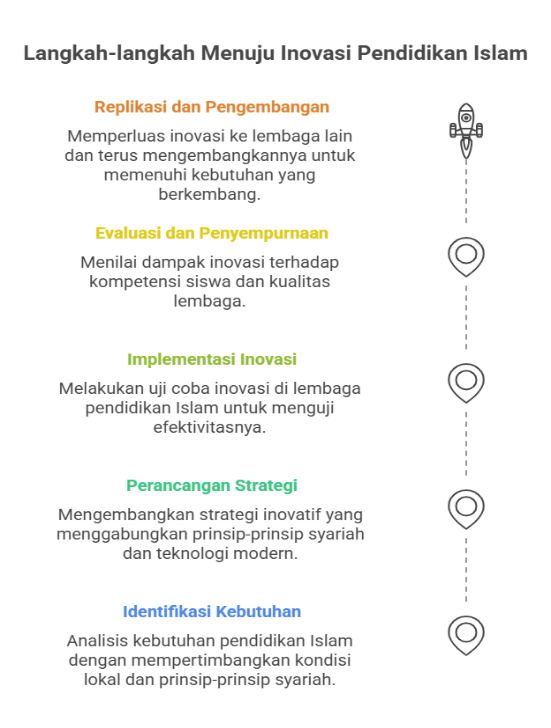 Langkah-langkah Menuju Inovasi Pendidikan Islam
Replikasi dan Pengembangan
Memperluas inovasi ke lembaga lain
dan terus mengembangkannya untuk
memenuhi kebutuhan yang
berkembang.
Evaluasi dan Penyempurnaan
Menilai dampak inovasi terhadap
kompetensi siswa dan kualitas
lembaga.
Implementasi Inovasi
Melakukan uji coba inovasi di lembaga
pendidikan Islam untuk menguji
efektivitasnya.
Perancangan Strategi
Mengembangkan strategi inovatif yang
menggabungkan prinsip-prinsip syariah
dan teknologi modern.
Identifikasi Kebutuhan
Analisis kebutuhan pendidikan Islam
dengan mempertimbangkan kondisi
lokal dan prinsip-prinsip syariah.